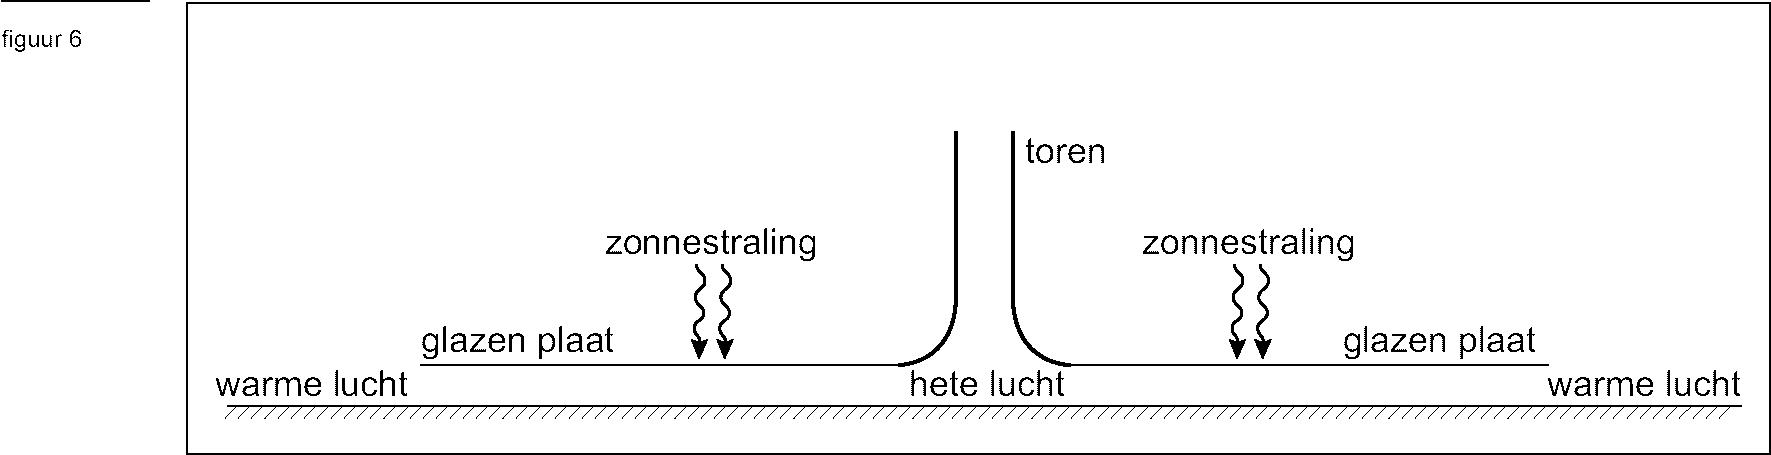 figuur 6
toren
zonnestraling
zonnestraling
glazen plaat
glazen plaat
warme lucht
hete lucht
warme lucht